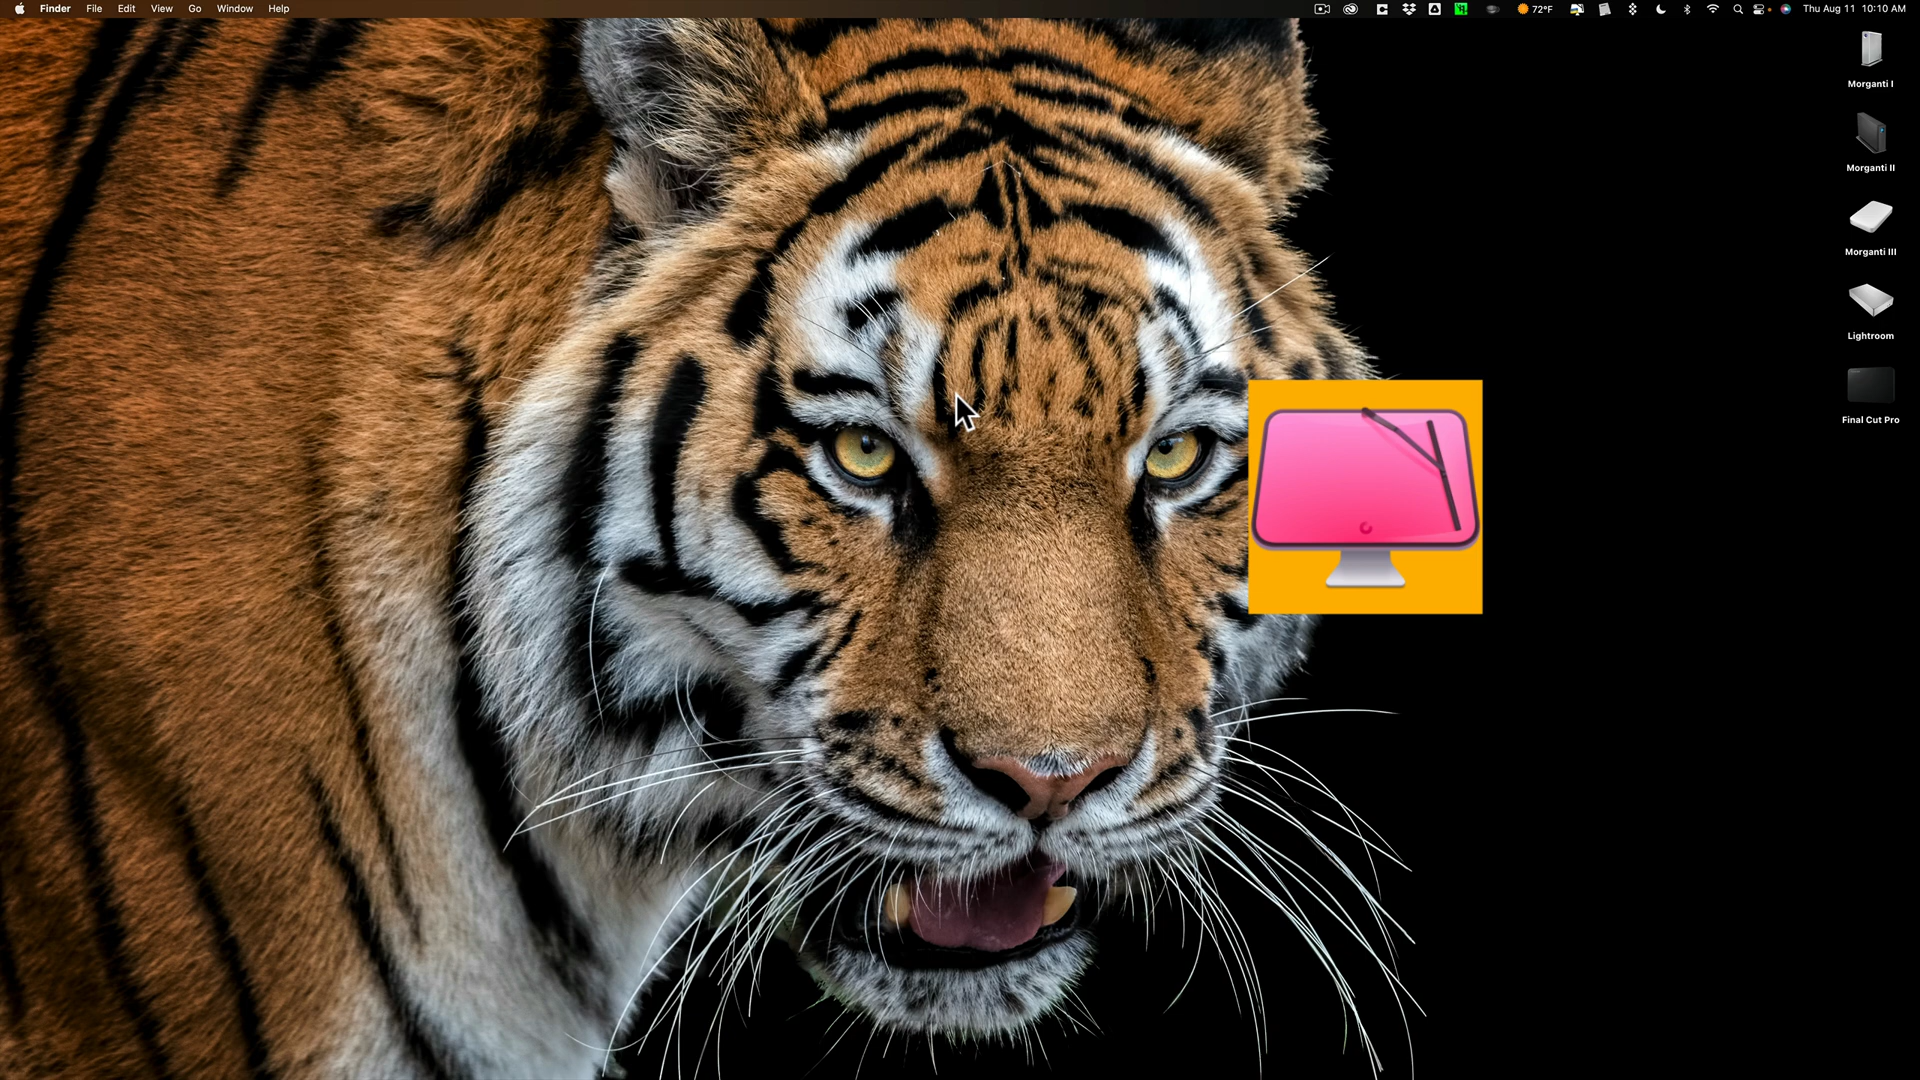 Finder File Edit View Go Window Help 72°F Thu Aug 11 10:10 AM
Morganti I
Morganti II
Morganti III
Lightroom
Final Cut Pro